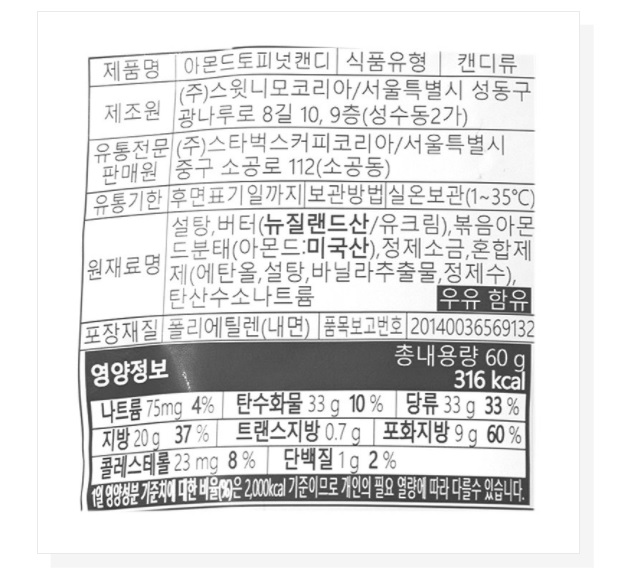 제품명 아몬드토피넛캔디 식품유형 캔디류
제조원 (주)스윗니모코리아/서울특별시 성동구
광나루로 8길 10, 9층(성수동2가)
유통전문판매원 (주)스타벅스커피코리아/서울특별시
중구 소공로 112(소공동)
유통기한 후면표기일까지 보관방법 실온보관(1~35℃)
원재료명 설탕,버터(뉴질랜드산/유크림),볶음아몬
드분태(아몬드:미국산),정제소금,혼합제
제(에탄올,설탕,바닐라추출물,정제수),
탄산수소나트륨 우유 함유
포장재질 폴리에틸렌(내면) 품목보고번호 20140036569132
영양정보 총내용량 60 g
316 kcal
나트륨 75mg 4% 탄수화물 33 g 10 % 당류 33 g 33 %
지방 20 g 37 % 트랜스지방 0.7 g 포화지방 9 g 60 %
콜레스테롤 23 mg 8 % 단백질 1 g 2 %
1일 영양성분 기준치에 대한 비율(%)은 2,000kcal 기준이므로 개인의 필요 열량에 따라 다를수 있습니다.